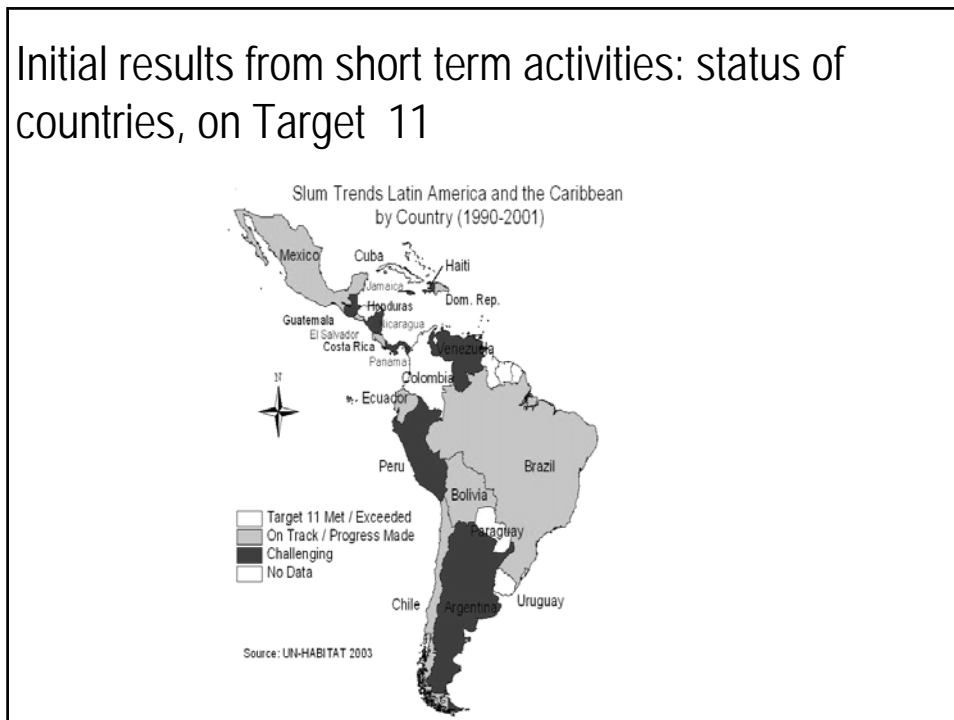 Initial results from short term activities: status of
countries, on Target 11
Slum Trends Latin America and the Caribbean
by Country (1990-2001)
Mexico
Cuba
Haiti
Jamaica
Dom. Rep.
Honduras
Guatemala
Nicaragua
El Salvador
Costa Rica
Venezuela
Panama
Colombia
N
Ecuador
Peru
Brazil
Bolivia
Target 11 Met / Exceeded
On Track / Progress Made
Paraguay
Challenging
No Data
Chile
Argentina
Uruguay
Source: UN-HABITAT 2003